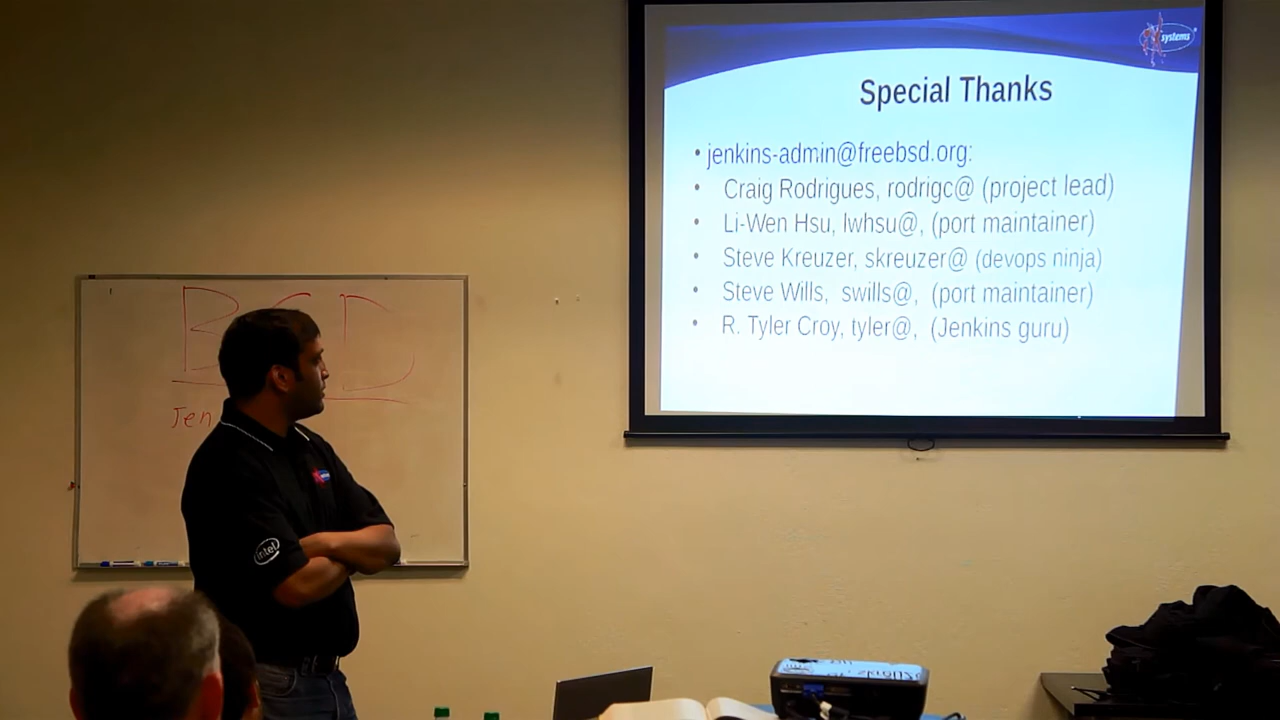 systems
Special Thanks
• jenkins-admin@freebsd.org:
• Craig Rodrigues, rodrigc@ (project lead)
• Li-Wen Hsu, lwhsu@, (port maintainer)
• Steve Kreuzer, skreuzer@ (devops ninja)
• Steve Wills, swills@, (port maintainer)
• R. Tyler Croy, tyler@, (Jenkins guru)
BSD
Jen
intel